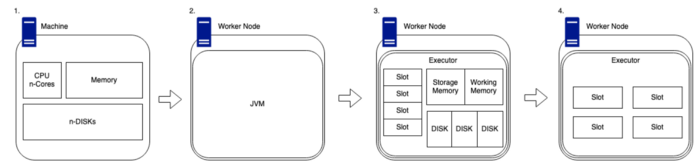 1.
Machine
CPU
n-Cores
Memory
n-DISKs
2.
Worker Node
JVM
3.
Worker Node
Executor
Slot
Slot
Slot
Slot
Storage
Memory
Working
Memory
DISK
DISK
DISK
4.
Worker Node
Executor
Slot
Slot
Slot
Slot